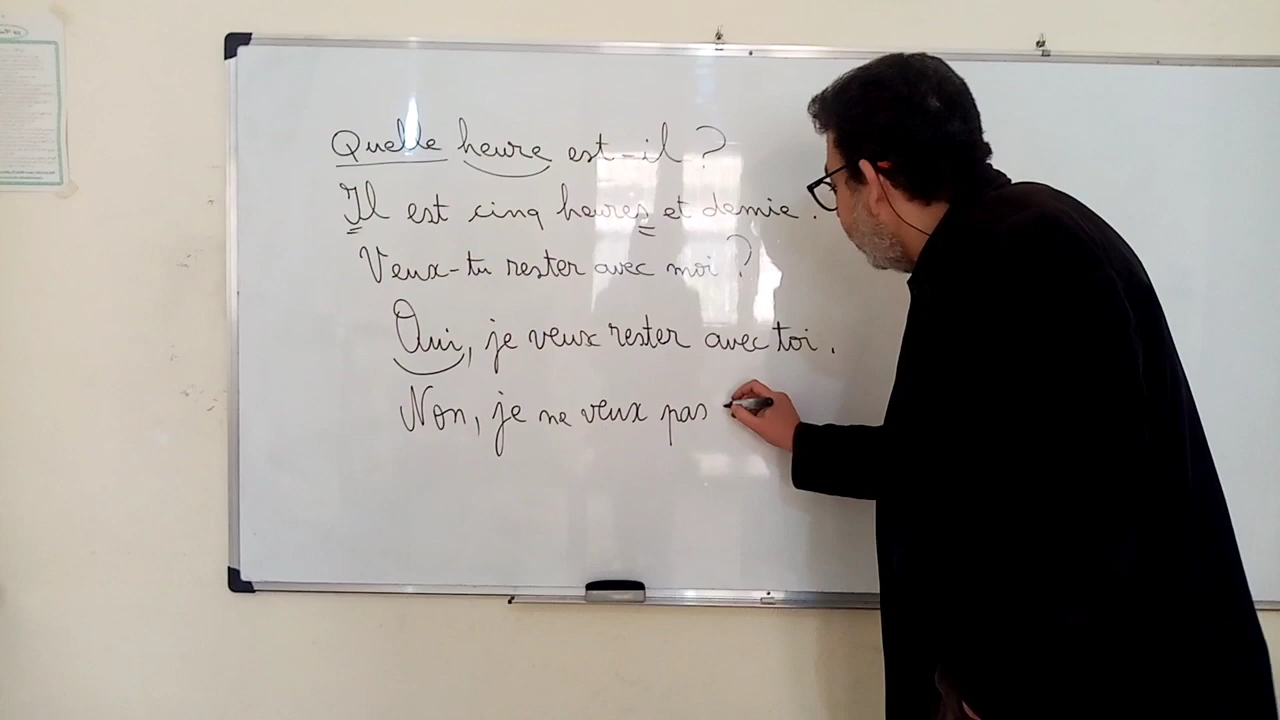 Quelle heure est-il ?
Il est cinq heures et demie.
Veux-tu rester avec moi ?
Oui, je veux rester avec toi.
Non, je ne veux pas